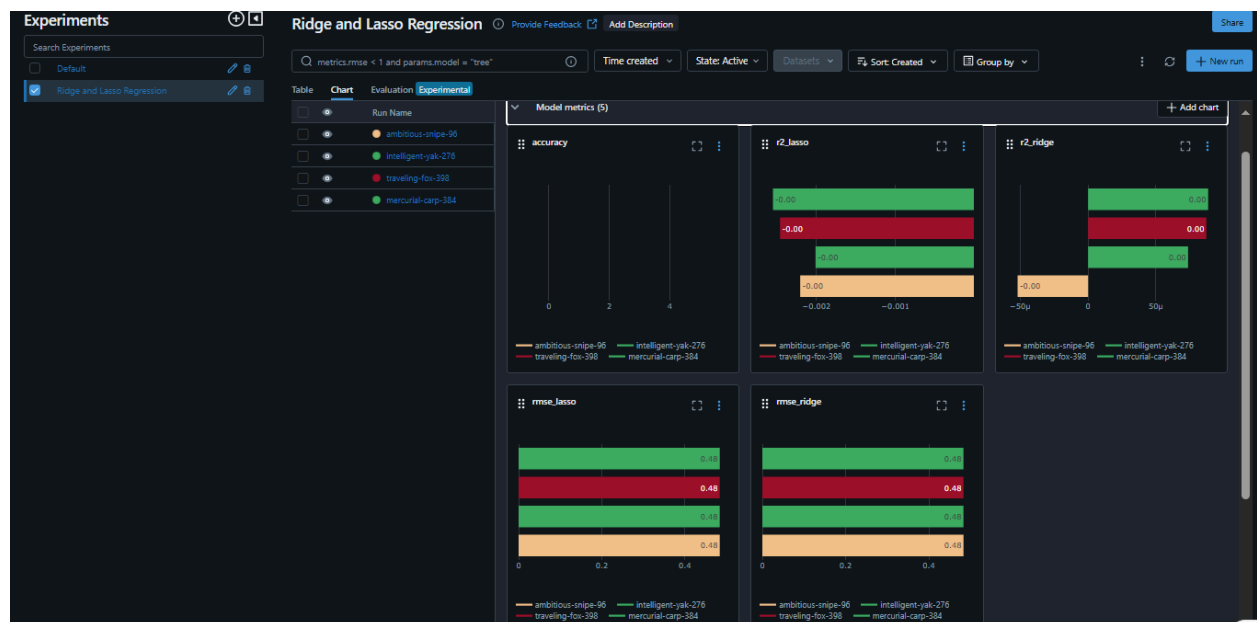 Experiments
Search Experiments
Default
Ridge and Lasso Regression
Ridge and Lasso Regression Provide Feedback Add Description
Share
metrics.rmse < 1 and params.model = "tree"
Time created
State: Active
Datasets
Sort: Created
Group by
New run
Table Chart Evaluation Experimental
Run Name
ambitious-snipe-96
intelligent-yak-276
traveling-fox-398
mercurial-carp-384
Model metrics (5)
+ Add chart
accuracy
0 2 4
ambitious-snipe-96 intelligent-yak-276
traveling-fox-398 mercurial-carp-384
r2_lasso
-0.00
-0.00
-0.00
-0.00
−0.002 −0.001
ambitious-snipe-96 intelligent-yak-276
traveling-fox-398 mercurial-carp-384
r2_ridge
0.00
0.00
0.00
-0.00
−50μ 0 50μ
ambitious-snipe-96 intelligent-yak-276
traveling-fox-398 mercurial-carp-384
rmse_lasso
0.48
0.48
0.48
0.48
0 0.2 0.4
ambitious-snipe-96 intelligent-yak-276
traveling-fox-398 mercurial-carp-384
rmse_ridge
0.48
0.48
0.48
0.48
0 0.2 0.4
ambitious-snipe-96 intelligent-yak-276
traveling-fox-398 mercurial-carp-384